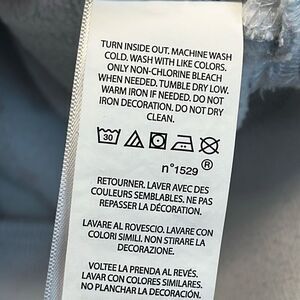 TURN INSIDE OUT. MACHINE WASH
COLD. WASH WITH LIKE COLORS.
ONLY NON-CHLORINE BLEACH
WHEN NEEDED. TUMBLE DRY LOW.
WARM IRON IF NEEDED. DO NOT
IRON DECORATION. DO NOT DRY
CLEAN.
30
n°1529 ®
RETOURNER. LAVER AVEC DES
COULEURS SEMBLABLES. NE PAS
REPASSER LA DÉCORATION.
LAVARE AL ROVESCIO. LAVARE CON
COLORI SIMILI. NON STIRARE LA
DECORAZIONE.
VOLTEE LA PRENDA AL REVÉS.
LAVAR CON COLORES SIMILARES.
NO PLANCHAR LA DECORACIÓN.